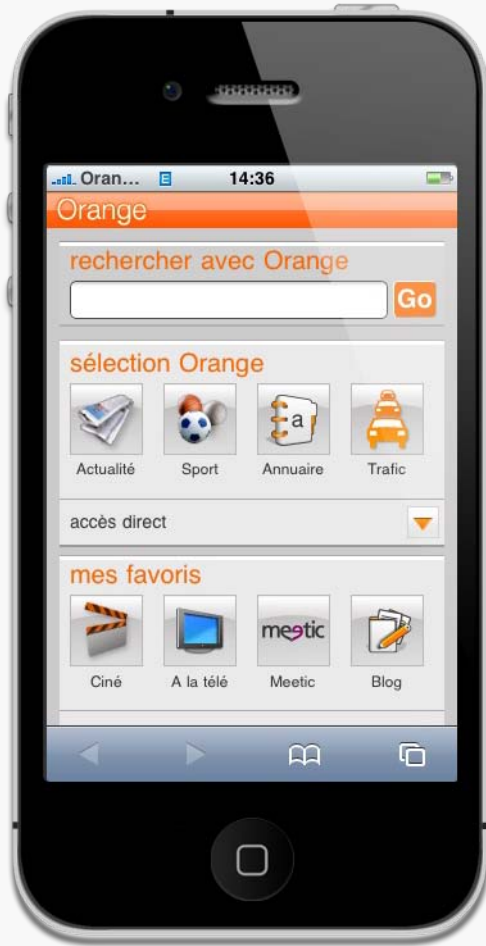 Oran... E 14:36
Orange
rechercher avec Orange
Go
sélection Orange
a
Actualité Sport Annuaire Trafic
accès direct
mes favoris
meetic
Ciné A la télé Meetic Blog